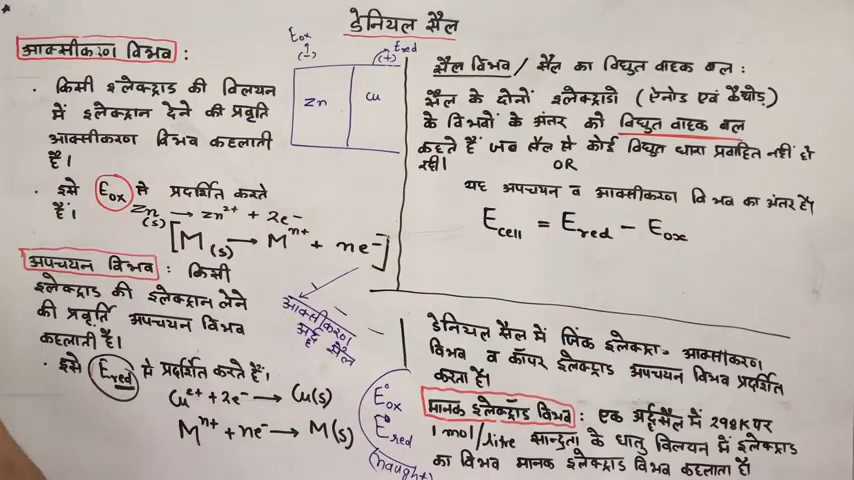 डेनियल सैल
आक्सीकरण विभव :
• किसी इलेक्ट्राड की विलयन
में इलेक्ट्रान देने की प्रवृति
आक्सीकरण विभव कहलाती
है।
• इसे Eox से प्रदर्शित करते
हैं।
Zn(s) → Zn²⁺ + 2e⁻
[M(s) → Mⁿ⁺ + ne⁻]
अपचयन विभव : किसी
इलेक्ट्राड की इलेक्ट्रान लेने
की प्रवृर्ति अपचयन विभव
कहलाती है।
• इसे Ered से प्रदर्शित करते हैं।
Cu²⁺ + 2e⁻ → Cu(s)
Mⁿ⁺ + ne⁻ → M(s)
Eox
(-)
Ered
(+)
Zn
Cu
आक्सीकरण
अर्द्ध सैल
E°ox
E°red
(naught)
सैल विभव / सैल का विद्युत वाहक बल :
सैल के दोनों इलेक्ट्राडो (ऐनोड एवं कैथोड)
के विभवों के अंतर को विद्युत वाहक बल
कहते हैं जब सैल से कोई विद्युत धारा प्रवाहित नहीं हो
रही। OR
यह अपचयन व आक्सीकरण विभव का अंतर है।
Ecell = Ered - Eox
डेनियल सैल में जिंक इलेक्ट्रा- आक्सीकरण
विभव व कॉपर इलेक्ट्राड अपचयन विभव प्रदर्शित
करता है।
मानक इलेक्ट्रॉड विभव : एक अर्द्धसैल में 298K पर
1 mol/litre सान्द्रता के धातु विलयन में इलेक्ट्राड
का विभव मानक इलेक्ट्राड विभव कहलाता है।